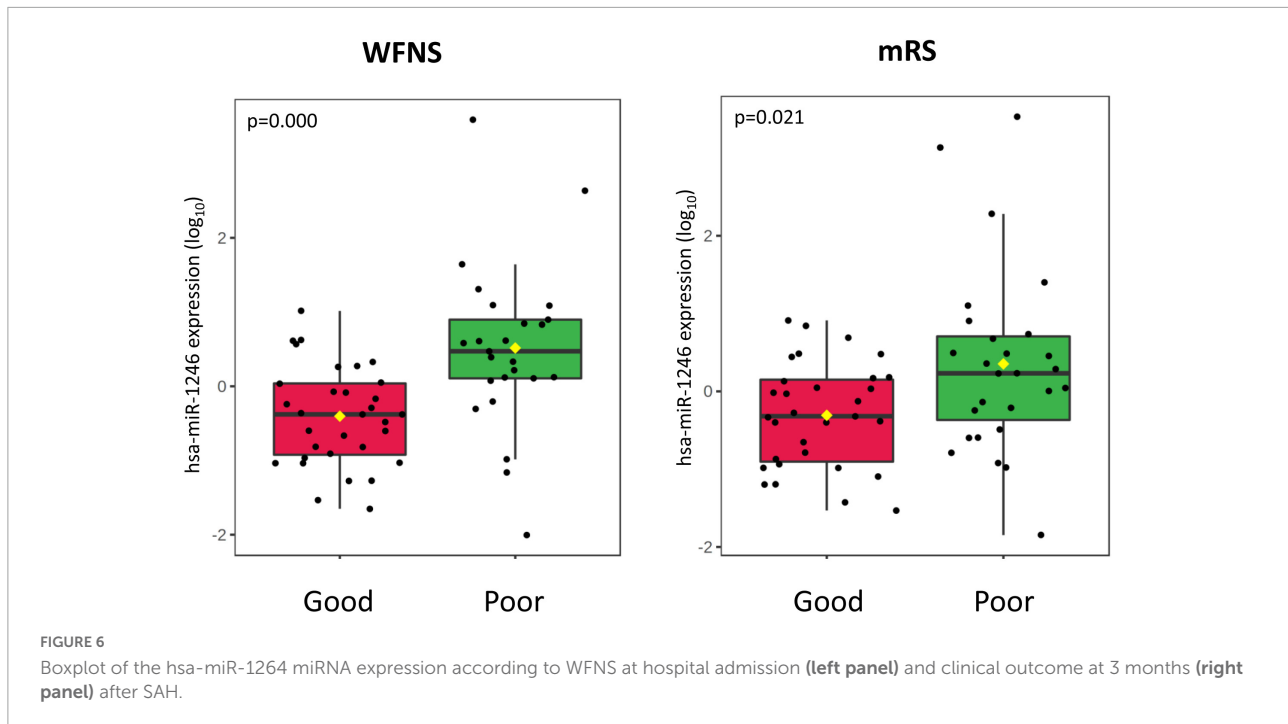 WFNS
p=0.000
hsa-miR-1246 expression (log10)
2
0
-2
Good Poor
mRS
p=0.021
hsa-miR-1246 expression (log10)
2
0
-2
Good Poor
FIGURE 6
Boxplot of the hsa-miR-1264 miRNA expression according to WFNS at hospital admission (left panel) and clinical outcome at 3 months (right
panel) after SAH.